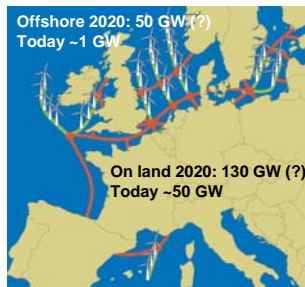 Offshore 2020: 50 GW (?)
Today ~1 GW
On land 2020: 130 GW (?)
Today ~50 GW